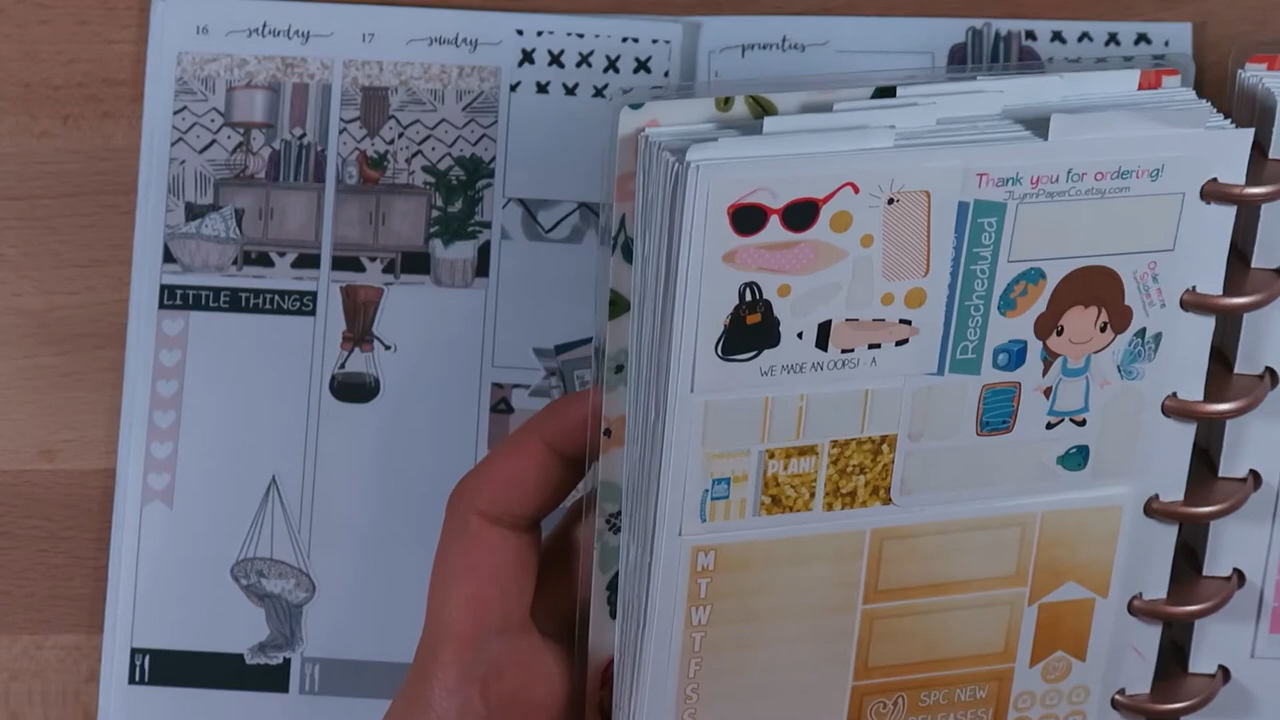 16 saturday 17 sunday
priorities
LITTLE THINGS
Thank you for ordering!
JLynnPaperCo.etsy.com
Rescheduled
WE MADE AN OOPS! - A
PLAN!
M
T
W
T
F
S
S
SPC NEW
RELEASES!